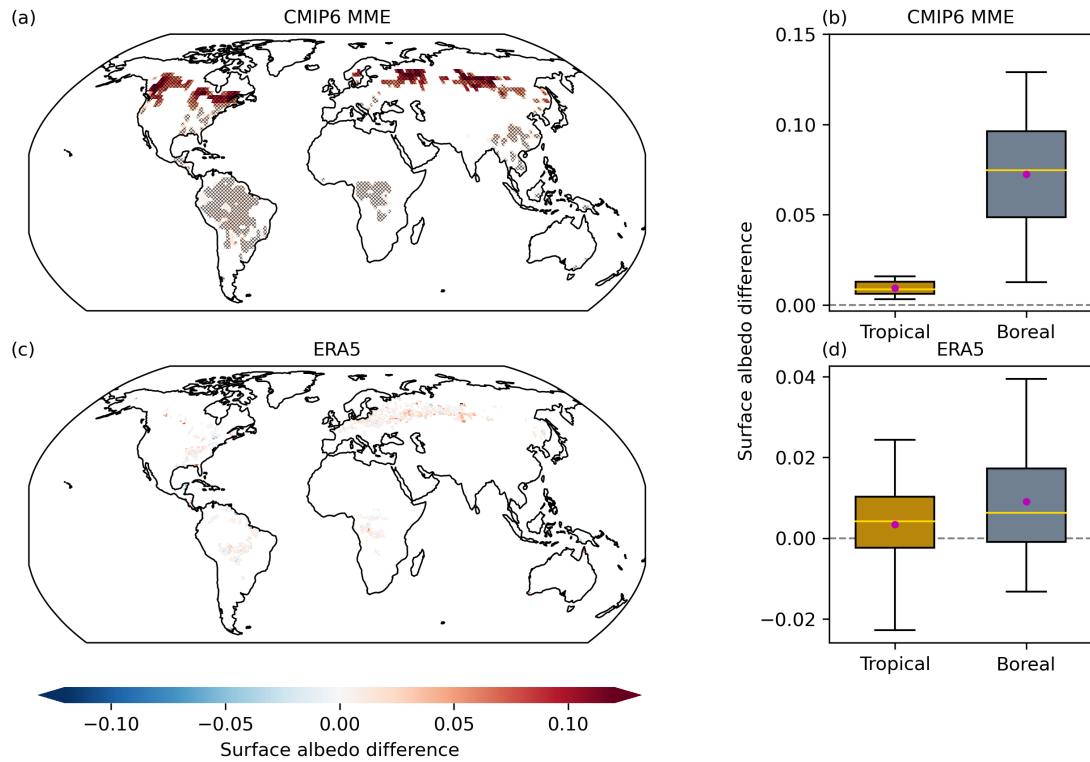 (a)
CMIP6 MME
(b)
CMIP6 MME
0.15
0.10
0.05
0.00
Tropical
Boreal
Surface albedo difference
(c)
ERA5
(d)
ERA5
0.04
0.02
0.00
−0.02
Tropical
Boreal
−0.10
−0.05
0.00
0.05
0.10
Surface albedo difference